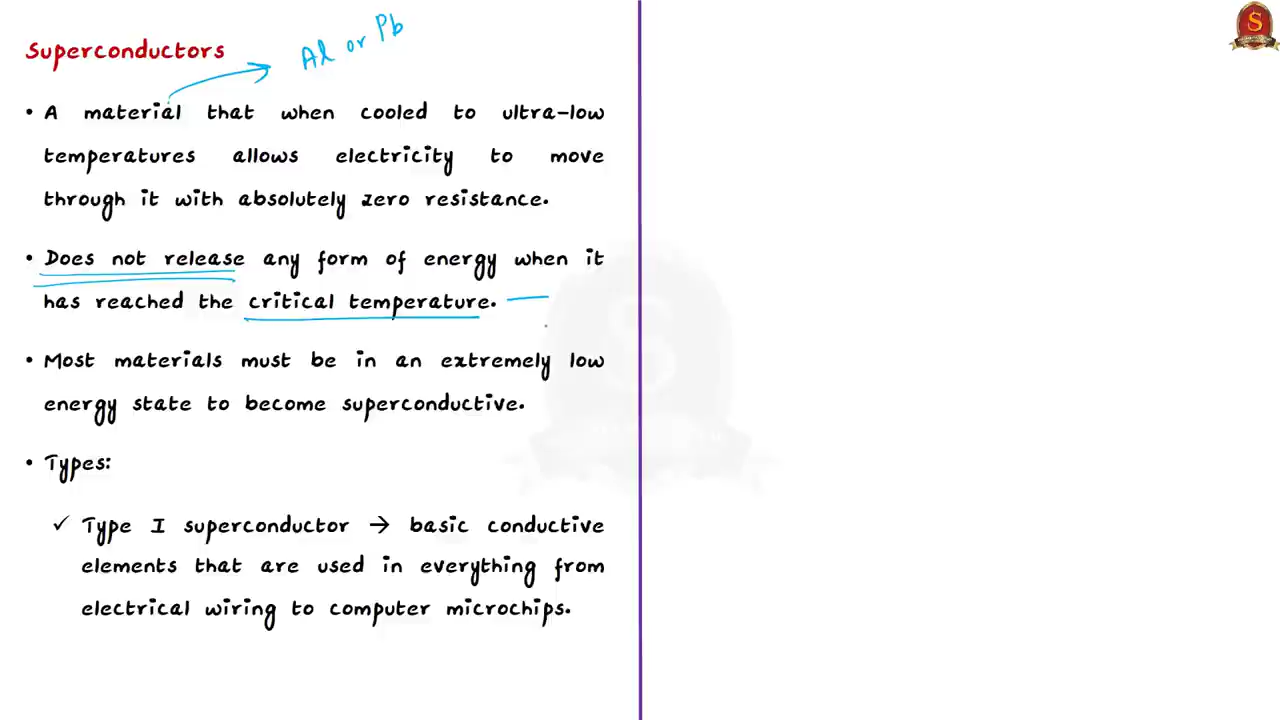 Al or Pb
Superconductors
• A material that when cooled to ultra-low
temperatures allows electricity to move
through it with absolutely zero resistance.
• Does not release any form of energy when it
has reached the critical temperature.
• Most materials must be in an extremely low
energy state to become superconductive.
• Types:
✓ Type I superconductor → basic conductive
elements that are used in everything from
electrical wiring to computer microchips.
S
S